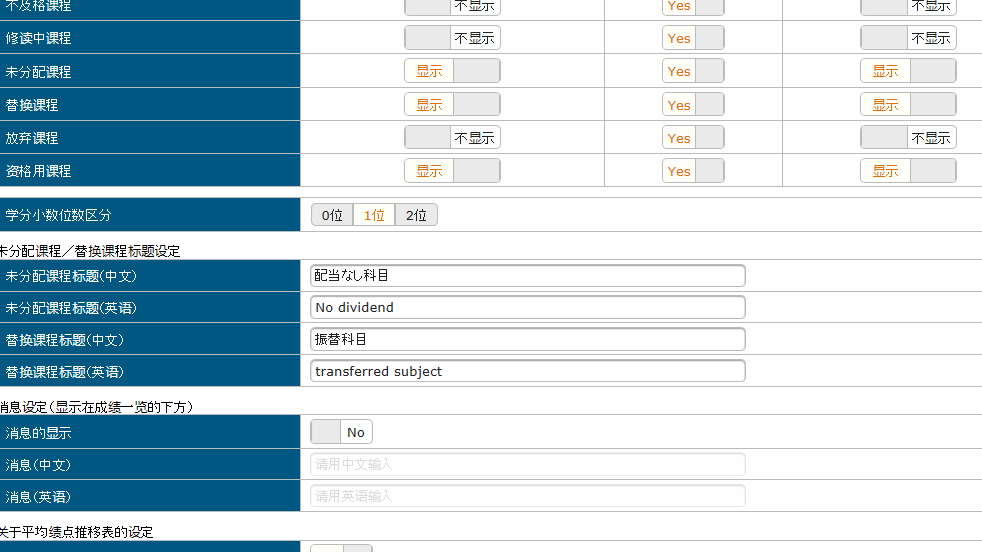 不及格课程 不显示 Yes 不显示
修读中课程 不显示 Yes 不显示
未分配课程 显示 Yes 显示
替换课程 显示 Yes 显示
放弃课程 不显示 Yes 不显示
资格用课程 显示 Yes 显示
学分小数位数区分 0位 1位 2位
未分配课程／替换课程标题设定
未分配课程标题(中文) 配当なし科目
未分配课程标题(英语) No dividend
替换课程标题(中文) 振替科目
替换课程标题(英语) transferred subject
消息设定(显示在成绩一览的下方)
消息的显示 No
消息(中文) 请用中文输入
消息(英语) 请用英语输入
关于平均绩点推移表的设定